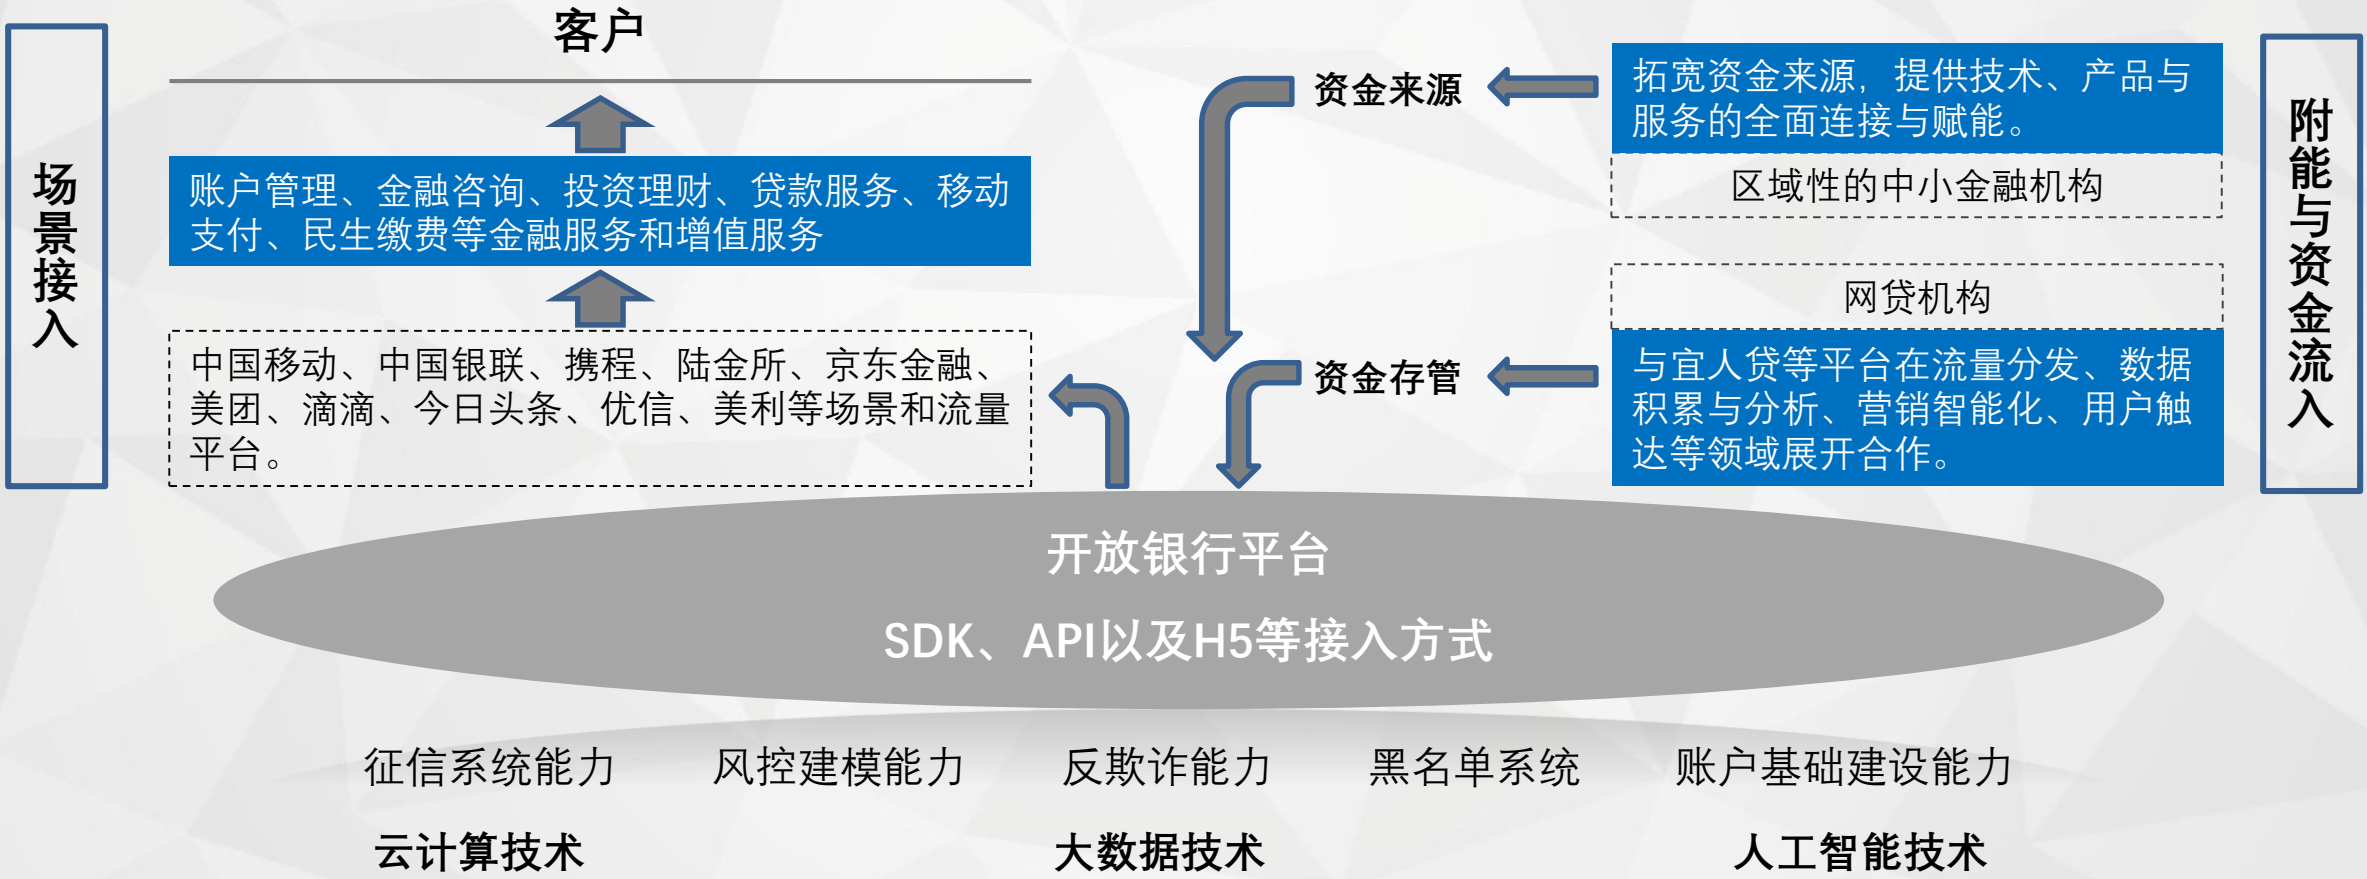 场景接入
客户
账户管理、金融咨询、投资理财、贷款服务、移动
支付、民生缴费等金融服务和增值服务
中国移动、中国银联、携程、陆金所、京东金融、
美团、滴滴、今日头条、优信、美利等场景和流量
平台。
资金来源
资金存管
拓宽资金来源，提供技术、产品与
服务的全面连接与赋能。
区域性的中小金融机构
网贷机构
与宜人贷等平台在流量分发、数据
积累与分析、营销智能化、用户触
达等领域展开合作。
附能与资金流入
开放银行平台
SDK、API以及H5等接入方式
征信系统能力 风控建模能力 反欺诈能力 黑名单系统 账户基础建设能力
云计算技术 大数据技术 人工智能技术